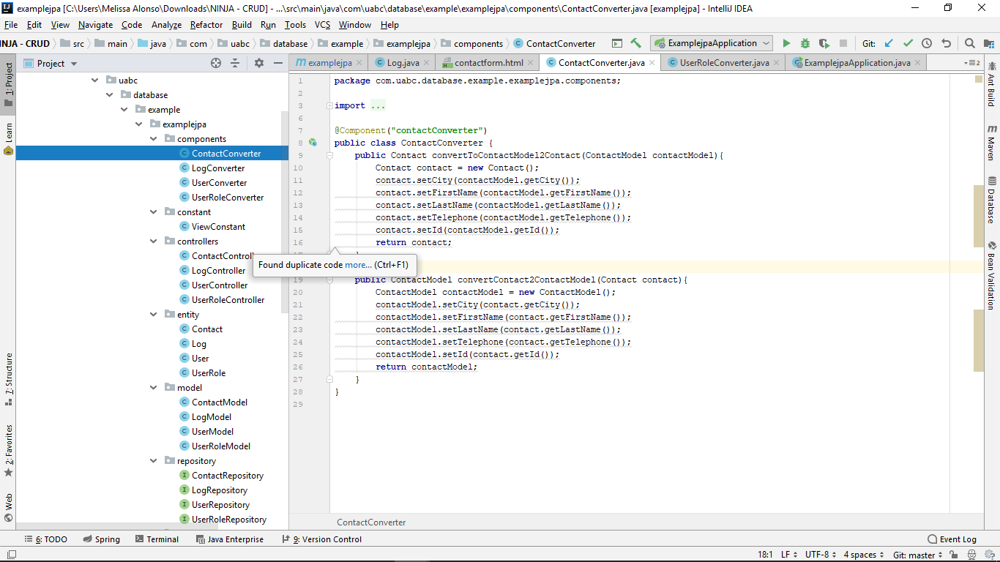 examplejpa [C:\Users\Melissa Alonso\Downloads\NINJA - CRUD] - ...\src\main\java\com\uabc\database\example\examplejpa\components\ContactConverter.java [examplejpa] - IntelliJ IDEA
File Edit View Navigate Code Analyze Refactor Build Run Tools VCS Window Help
INJA - CRUD src main java com uabc database example examplejpa components ContactConverter ExamplejpaApplication Git:
Project
examplejpa Log.java contactform.html ContactConverter.java UserRoleConverter.java ExamplejpaApplication.java 2
1: Project
Learn
7: Structure
2: Favorites
Web
uabc
database
example
examplejpa
components
ContactConverter
LogConverter
UserConverter
UserRoleConverter
constant
ViewConstant
controllers
ContactControll
LogController
UserController
UserRoleController
entity
Contact
Log
User
UserRole
model
ContactModel
LogModel
UserModel
UserRoleModel
repository
ContactRepository
LogRepository
UserRepository
UserRoleRepository
1 package com.uabc.database.example.examplejpa.components;
2
3 import ...
6
7 @Component("contactConverter")
8 public class ContactConverter {
9 public Contact convertToContactModel2Contact(ContactModel contactModel){
10 Contact contact = new Contact();
11 contact.setCity(contactModel.getCity());
12 contact.setFirstName(contactModel.getFirstName());
13 contact.setLastName(contactModel.getLastName());
14 contact.setTelephone(contactModel.getTelephone());
15 contact.setId(contactModel.getId());
16 return contact;
Found duplicate code more... (Ctrl+F1)
19 public ContactModel convertContact2ContactModel(Contact contact){
20 ContactModel contactModel = new ContactModel();
21 contactModel.setCity(contact.getCity());
22 contactModel.setFirstName(contact.getFirstName());
23 contactModel.setLastName(contact.getLastName());
24 contactModel.setTelephone(contact.getTelephone());
25 contactModel.setId(contact.getId());
26 return contactModel;
27 }
28 }
29
ContactConverter
Ant Build
Maven
Database
Bean Validation
6: TODO Spring Terminal Java Enterprise 9: Version Control Event Log
18:1 LF UTF-8 4 spaces Git: master